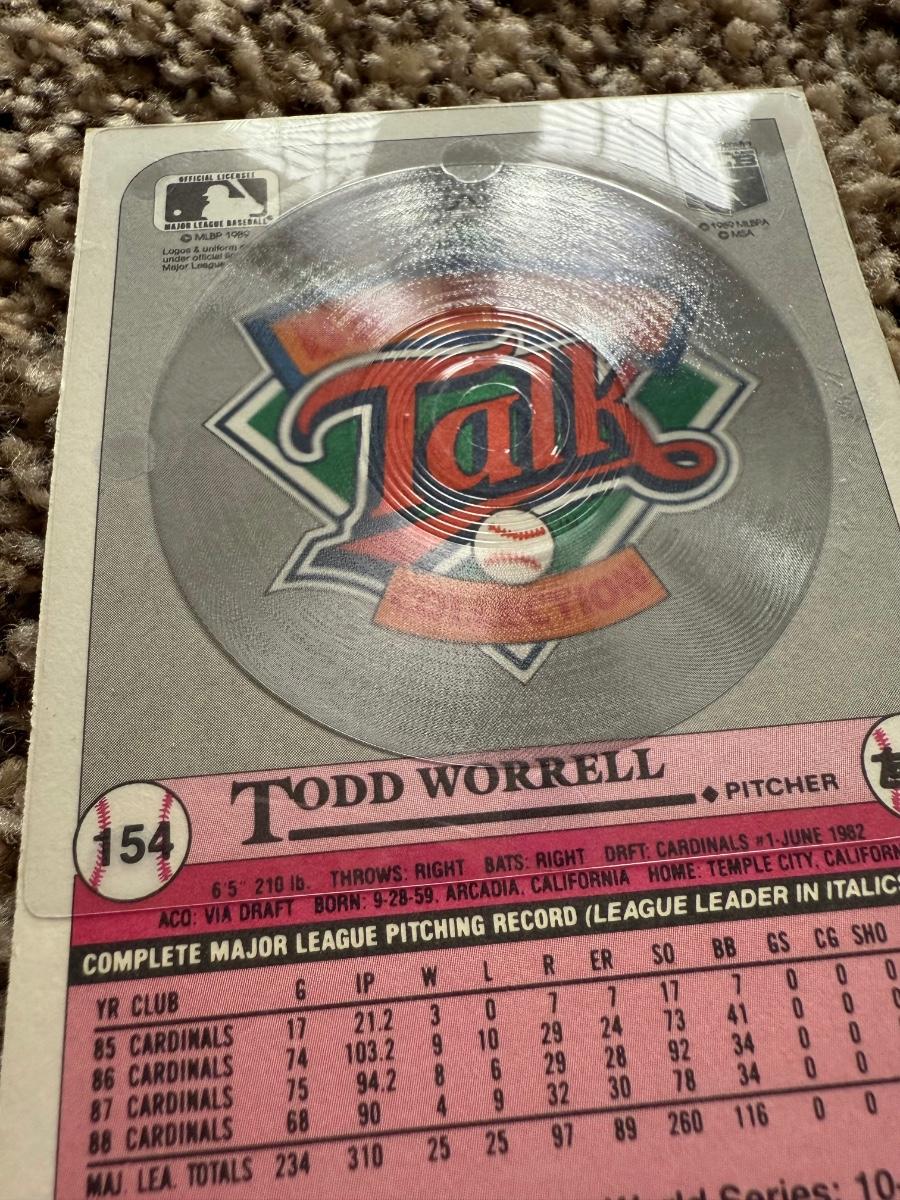 OFFICIAL LICENSEE
MAJOR LEAGUE BASEBALL®
© MLBP 1989
Logos & uniform
under official
Major League
© 1989 MLBPA
© MSA
Talk
COLLECTION
154
TODD WORRELL
◆ PITCHER
6'5" 210 lb. THROWS: RIGHT BATS: RIGHT DRFT: CARDINALS #1-JUNE 1982
ACQ: VIA DRAFT BORN: 9-28-59, ARCADIA, CALIFORNIA HOME: TEMPLE CITY, CALIFORN
COMPLETE MAJOR LEAGUE PITCHING RECORD (LEAGUE LEADER IN ITALICS
YR CLUB G IP W L R ER SO BB GS CG SHO
85 CARDINALS 17 21.2 3 0 7 7 17 7 0 0 0
86 CARDINALS 74 103.2 9 10 29 24 73 41 0 0 0
87 CARDINALS 75 94.2 8 6 29 28 92 34 0 0
88 CARDINALS 68 90 4 9 32 30 78 34 0 0
MAJ. LEA. TOTALS 234 310 25 25 97 89 260 116 0 0
World Series: 10-